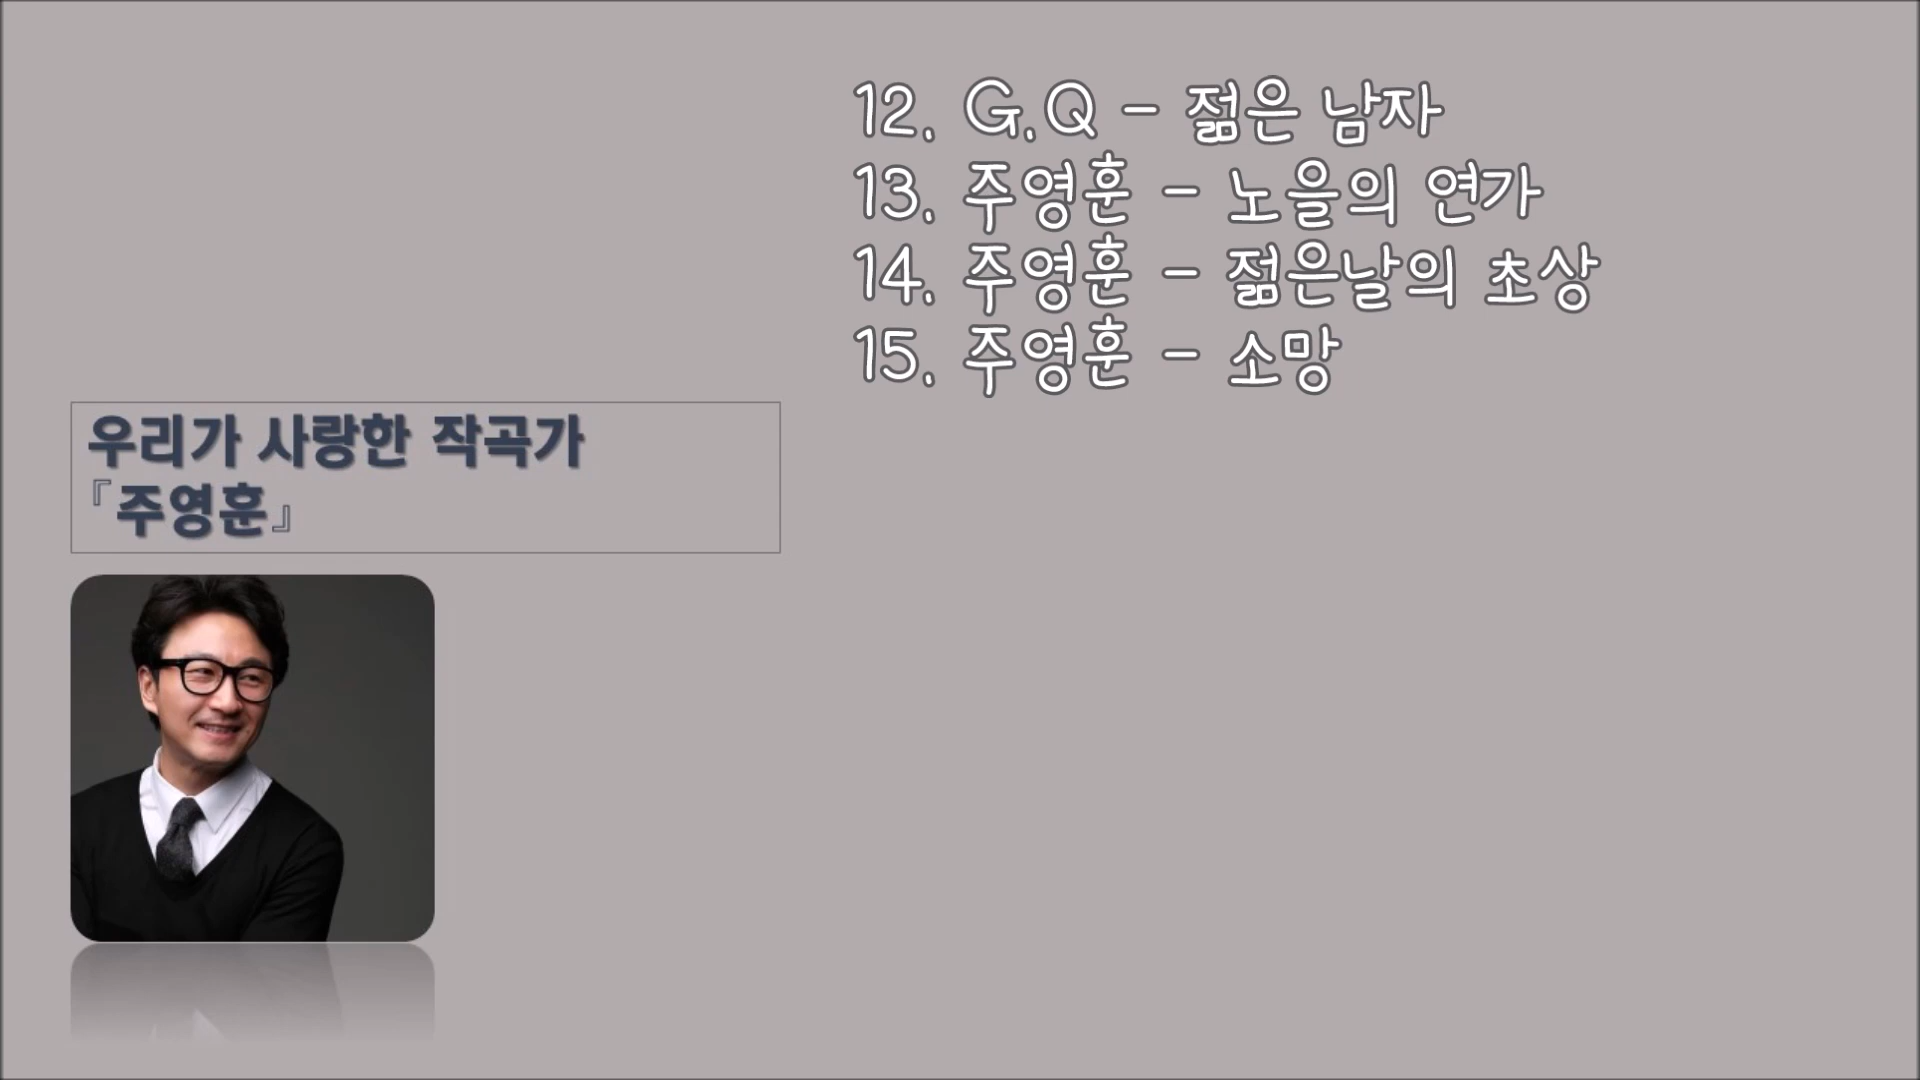 12. G.Q - 젊은 남자
13. 주영훈 - 노을의 연가
14. 주영훈 - 젊은날의 초상
15. 주영훈 - 소망
우리가 사랑한 작곡가
『주영훈』